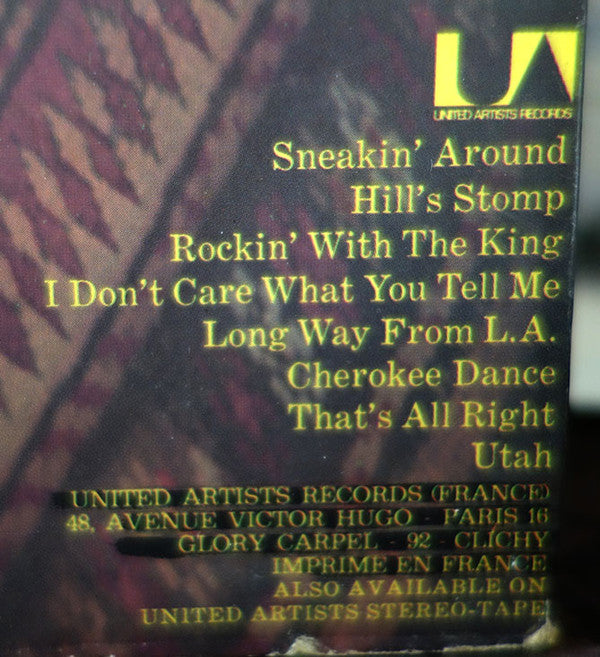 UA
UNITED ARTISTS RECORDS
Sneakin' Around
Hill's Stomp
Rockin' With The King
I Don't Care What You Tell Me
Long Way From L.A.
Cherokee Dance
That's All Right
Utah
UNITED ARTISTS RECORDS (FRANCE)
48, AVENUE VICTOR HUGO - PARIS 16
GLORY CARPEL - 92 - CLICHY
IMPRIME EN FRANCE
ALSO AVAILABLE ON
UNITED ARTISTS STEREO-TAPE